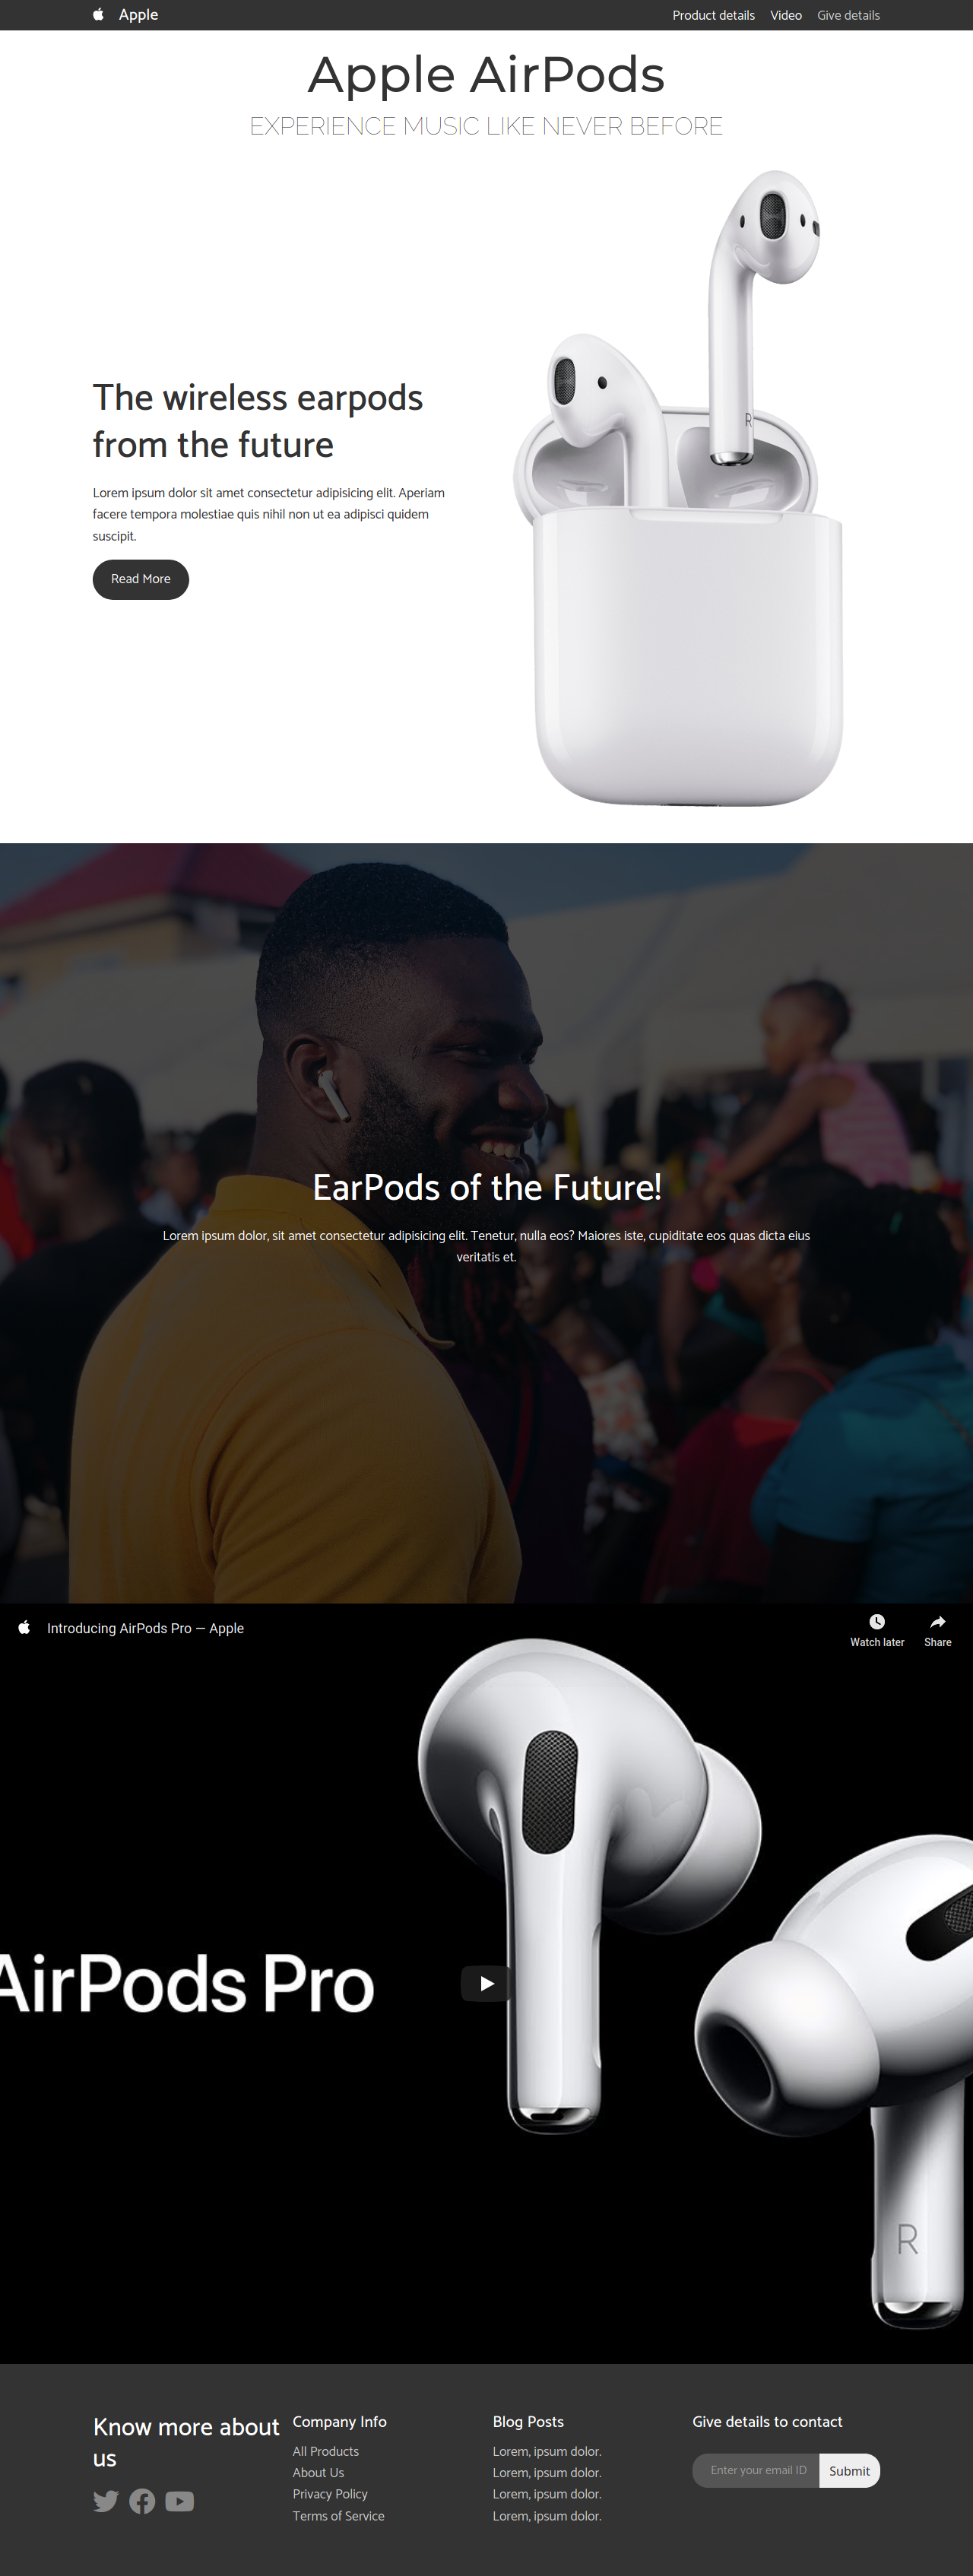 Apple
Product details
Video
Give details
Apple AirPods
EXPERIENCE MUSIC LIKE NEVER BEFORE
R
The wireless earpods
from the future
Lorem ipsum dolor sit amet consectetur adipisicing elit. Aperiam
facere tempora molestiae quis nihil non ut ea adipisci quidem
suscipit.
Read More
EarPods of the Future!
Lorem ipsum dolor, sit amet consectetur adipisicing elit. Tenetur, nulla eos? Maiores iste, cupiditate eos quas dicta eius
veritatis et.
Introducing AirPods Pro — Apple
Watch later
Share
AirPods Pro
R
Know more about
us
Company Info
All Products
About Us
Privacy Policy
Terms of Service
Blog Posts
Lorem, ipsum dolor.
Lorem, ipsum dolor.
Lorem, ipsum dolor.
Lorem, ipsum dolor.
Give details to contact
Enter your email ID
Submit